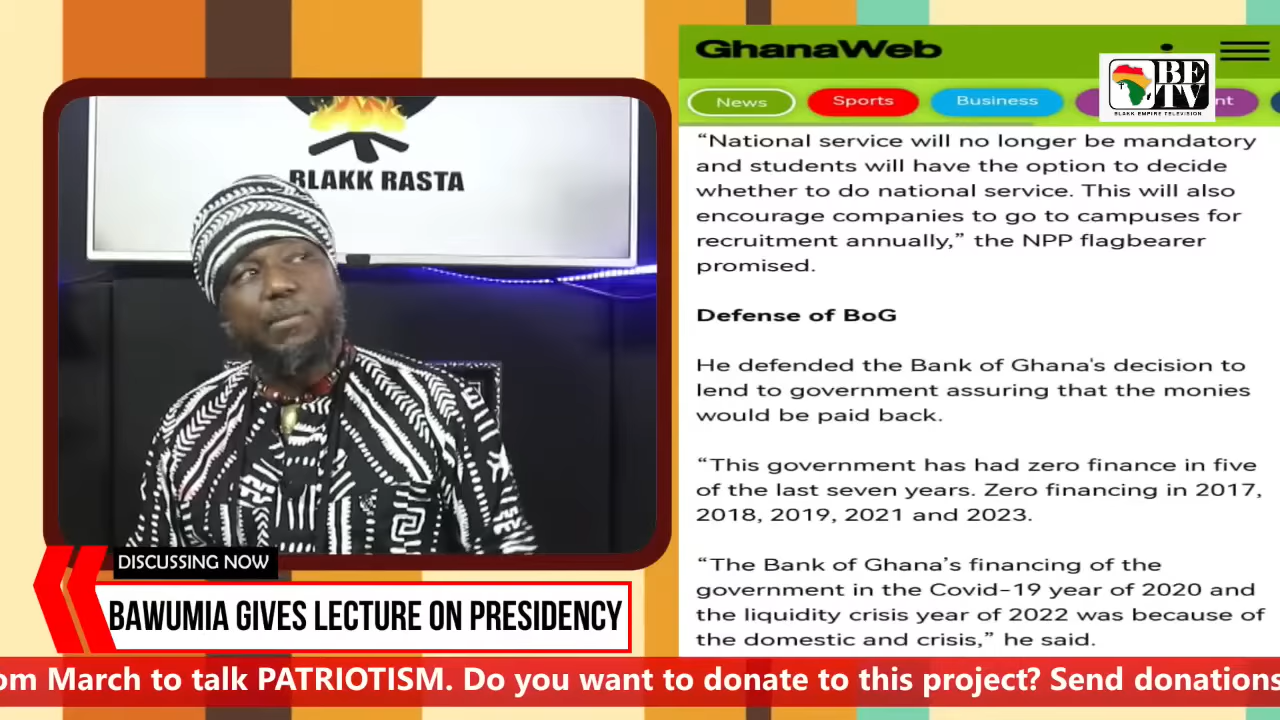 BLAKK RASTA
DISCUSSING NOW
BAWUMIA GIVES LECTURE ON PRESIDENCY
GhanaWeb
BE
TV
BLAKK EMPIRE TELEVISION
News
Sports
Business
nt
“National service will no longer be mandatory
and students will have the option to decide
whether to do national service. This will also
encourage companies to go to campuses for
recruitment annually,” the NPP flagbearer
promised.
Defense of BoG
He defended the Bank of Ghana's decision to
lend to government assuring that the monies
would be paid back.
“This government has had zero finance in five
of the last seven years. Zero financing in 2017,
2018, 2019, 2021 and 2023.
“The Bank of Ghana’s financing of the
government in the Covid-19 year of 2020 and
the liquidity crisis year of 2022 was because of
the domestic and crisis,” he said.
om March to talk PATRIOTISM. Do you want to donate to this project? Send donations